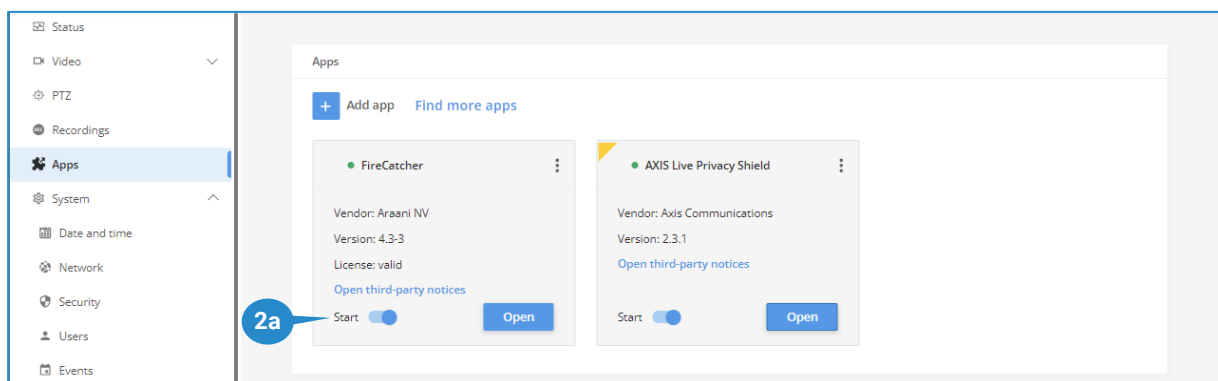 Status
Video
PTZ
Recordings
Apps
System
Date and time
Network
Security
Users
Events
Apps
+ Add app Find more apps
FireCatcher
Vendor: Araani NV
Version: 4.3-3
License: valid
Open third-party notices
2a
Start Open
AXIS Live Privacy Shield
Vendor: Axis Communications
Version: 2.3.1
Open third-party notices
Start Open